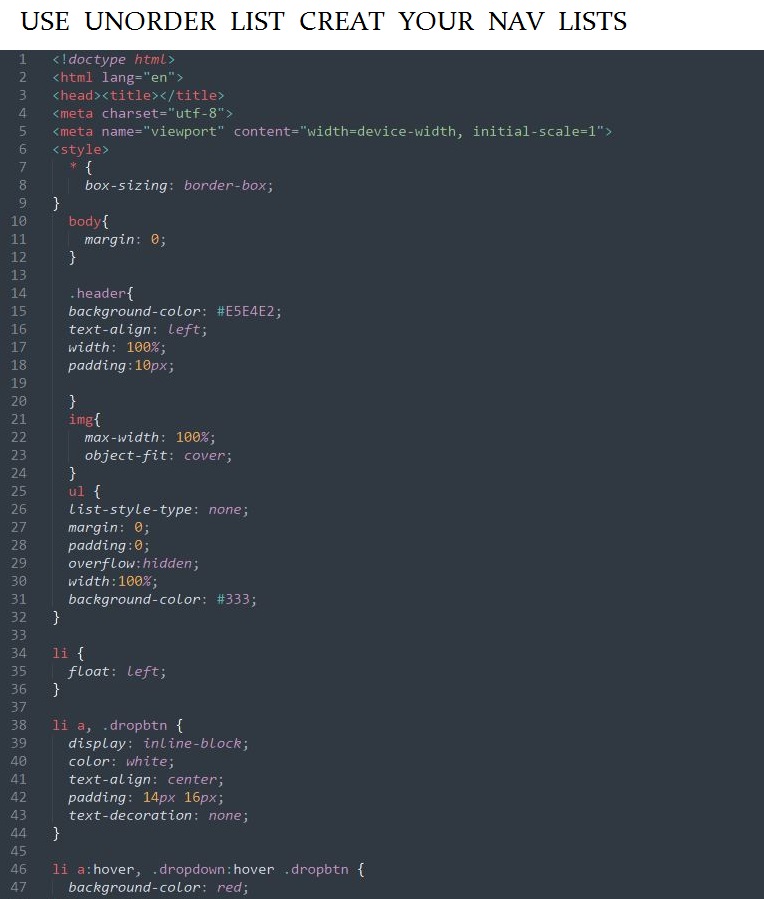 USE UNORDER LIST CREAT YOUR NAV LISTS
1 <!doctype html>
2 <html lang="en">
3 <head><title></title>
4 <meta charset="utf-8">
5 <meta name="viewport" content="width=device-width, initial-scale=1">
6 <style>
7 * {
8 box-sizing: border-box;
9 }
10 body{
11 margin: 0;
12 }
13
14 .header{
15 background-color: #E5E4E2;
16 text-align: left;
17 width: 100%;
18 padding:10px;
19
20 }
21 img{
22 max-width: 100%;
23 object-fit: cover;
24 }
25 ul {
26 list-style-type: none;
27 margin: 0;
28 padding:0;
29 overflow:hidden;
30 width:100%;
31 background-color: #333;
32 }
33
34 li {
35 float: left;
36 }
37
38 li a, .dropbtn {
39 display: inline-block;
40 color: white;
41 text-align: center;
42 padding: 14px 16px;
43 text-decoration: none;
44 }
45
46 li a:hover, .dropdown:hover .dropbtn {
47 background-color: red;